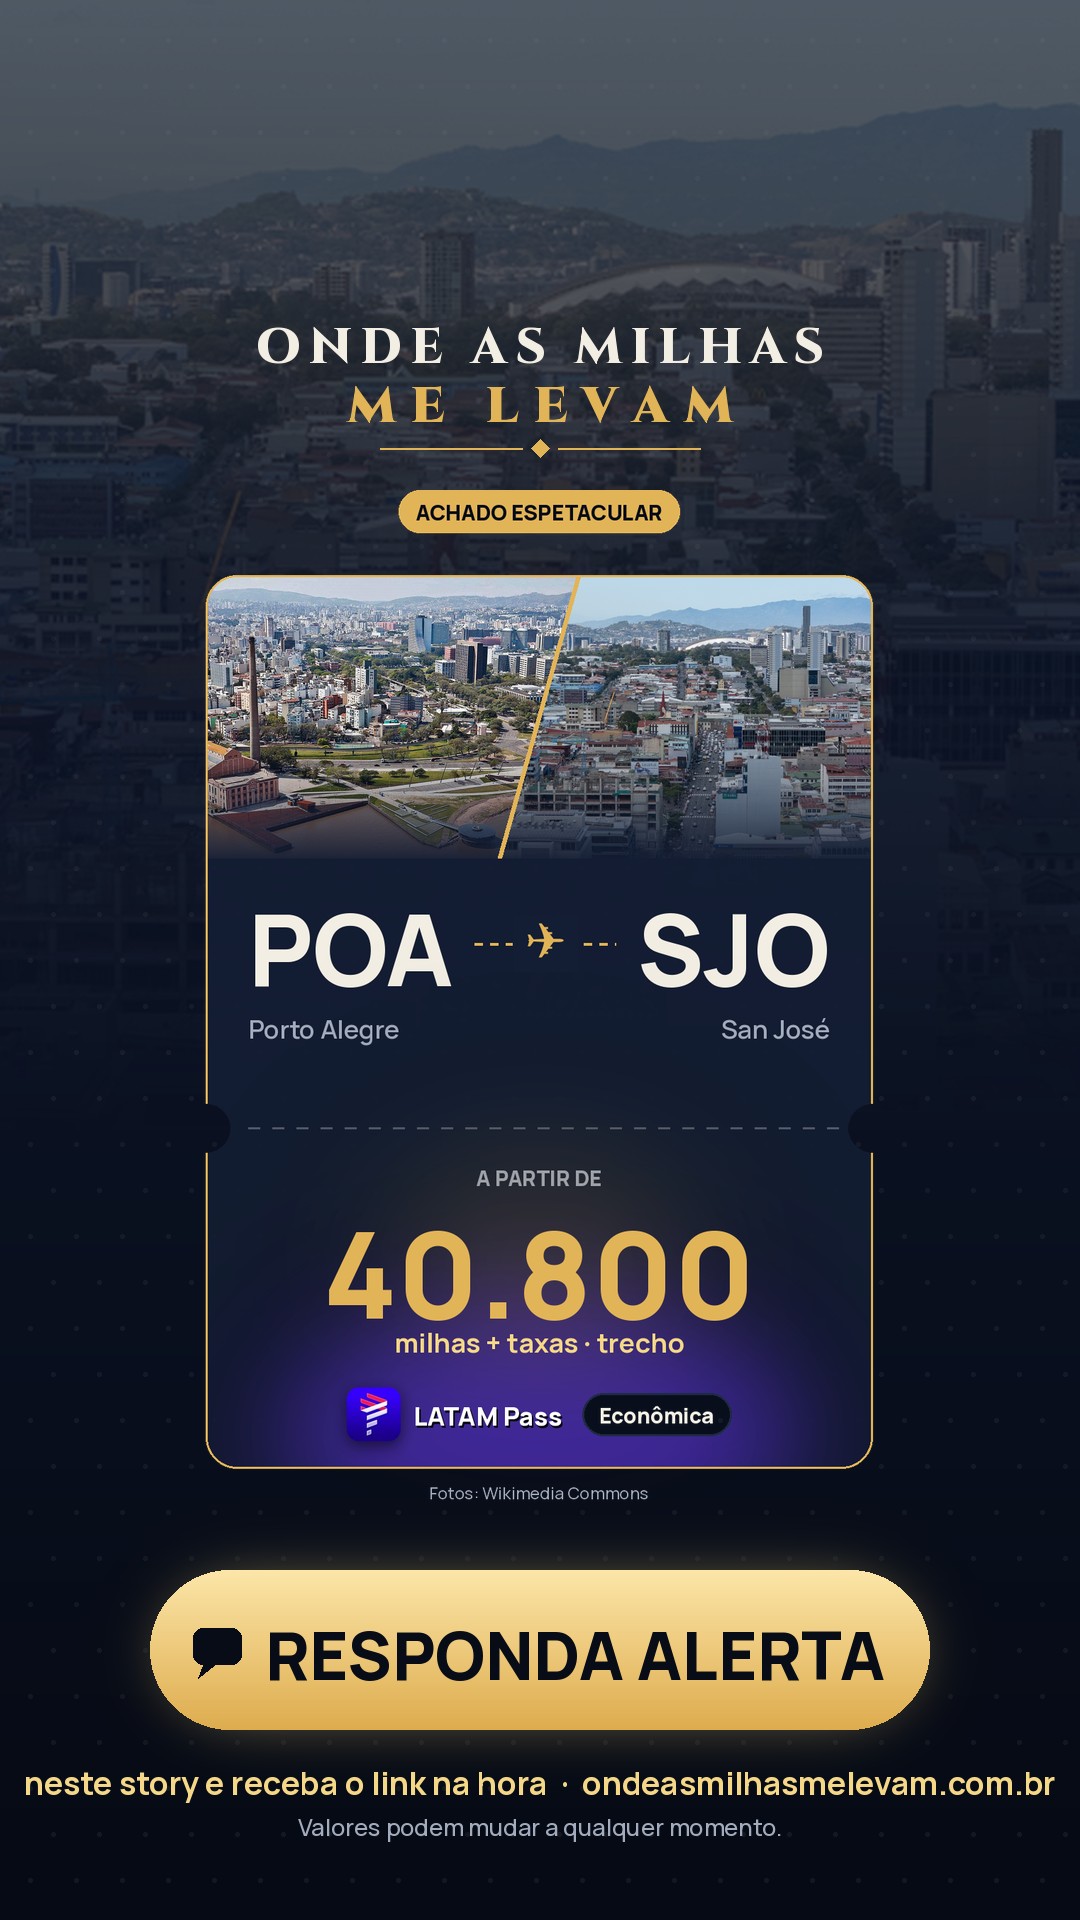 ONDE AS MILHAS
ME LEVAM
ACHADO ESPETACULAR
POA SJO
Porto Alegre San José
A PARTIR DE
40.800
milhas + taxas · trecho
LATAM Pass Econômica
Fotos: Wikimedia Commons
RESPONDA ALERTA
neste story e receba o link na hora · ondeasmilhasmelevam.com.br
Valores podem mudar a qualquer momento.